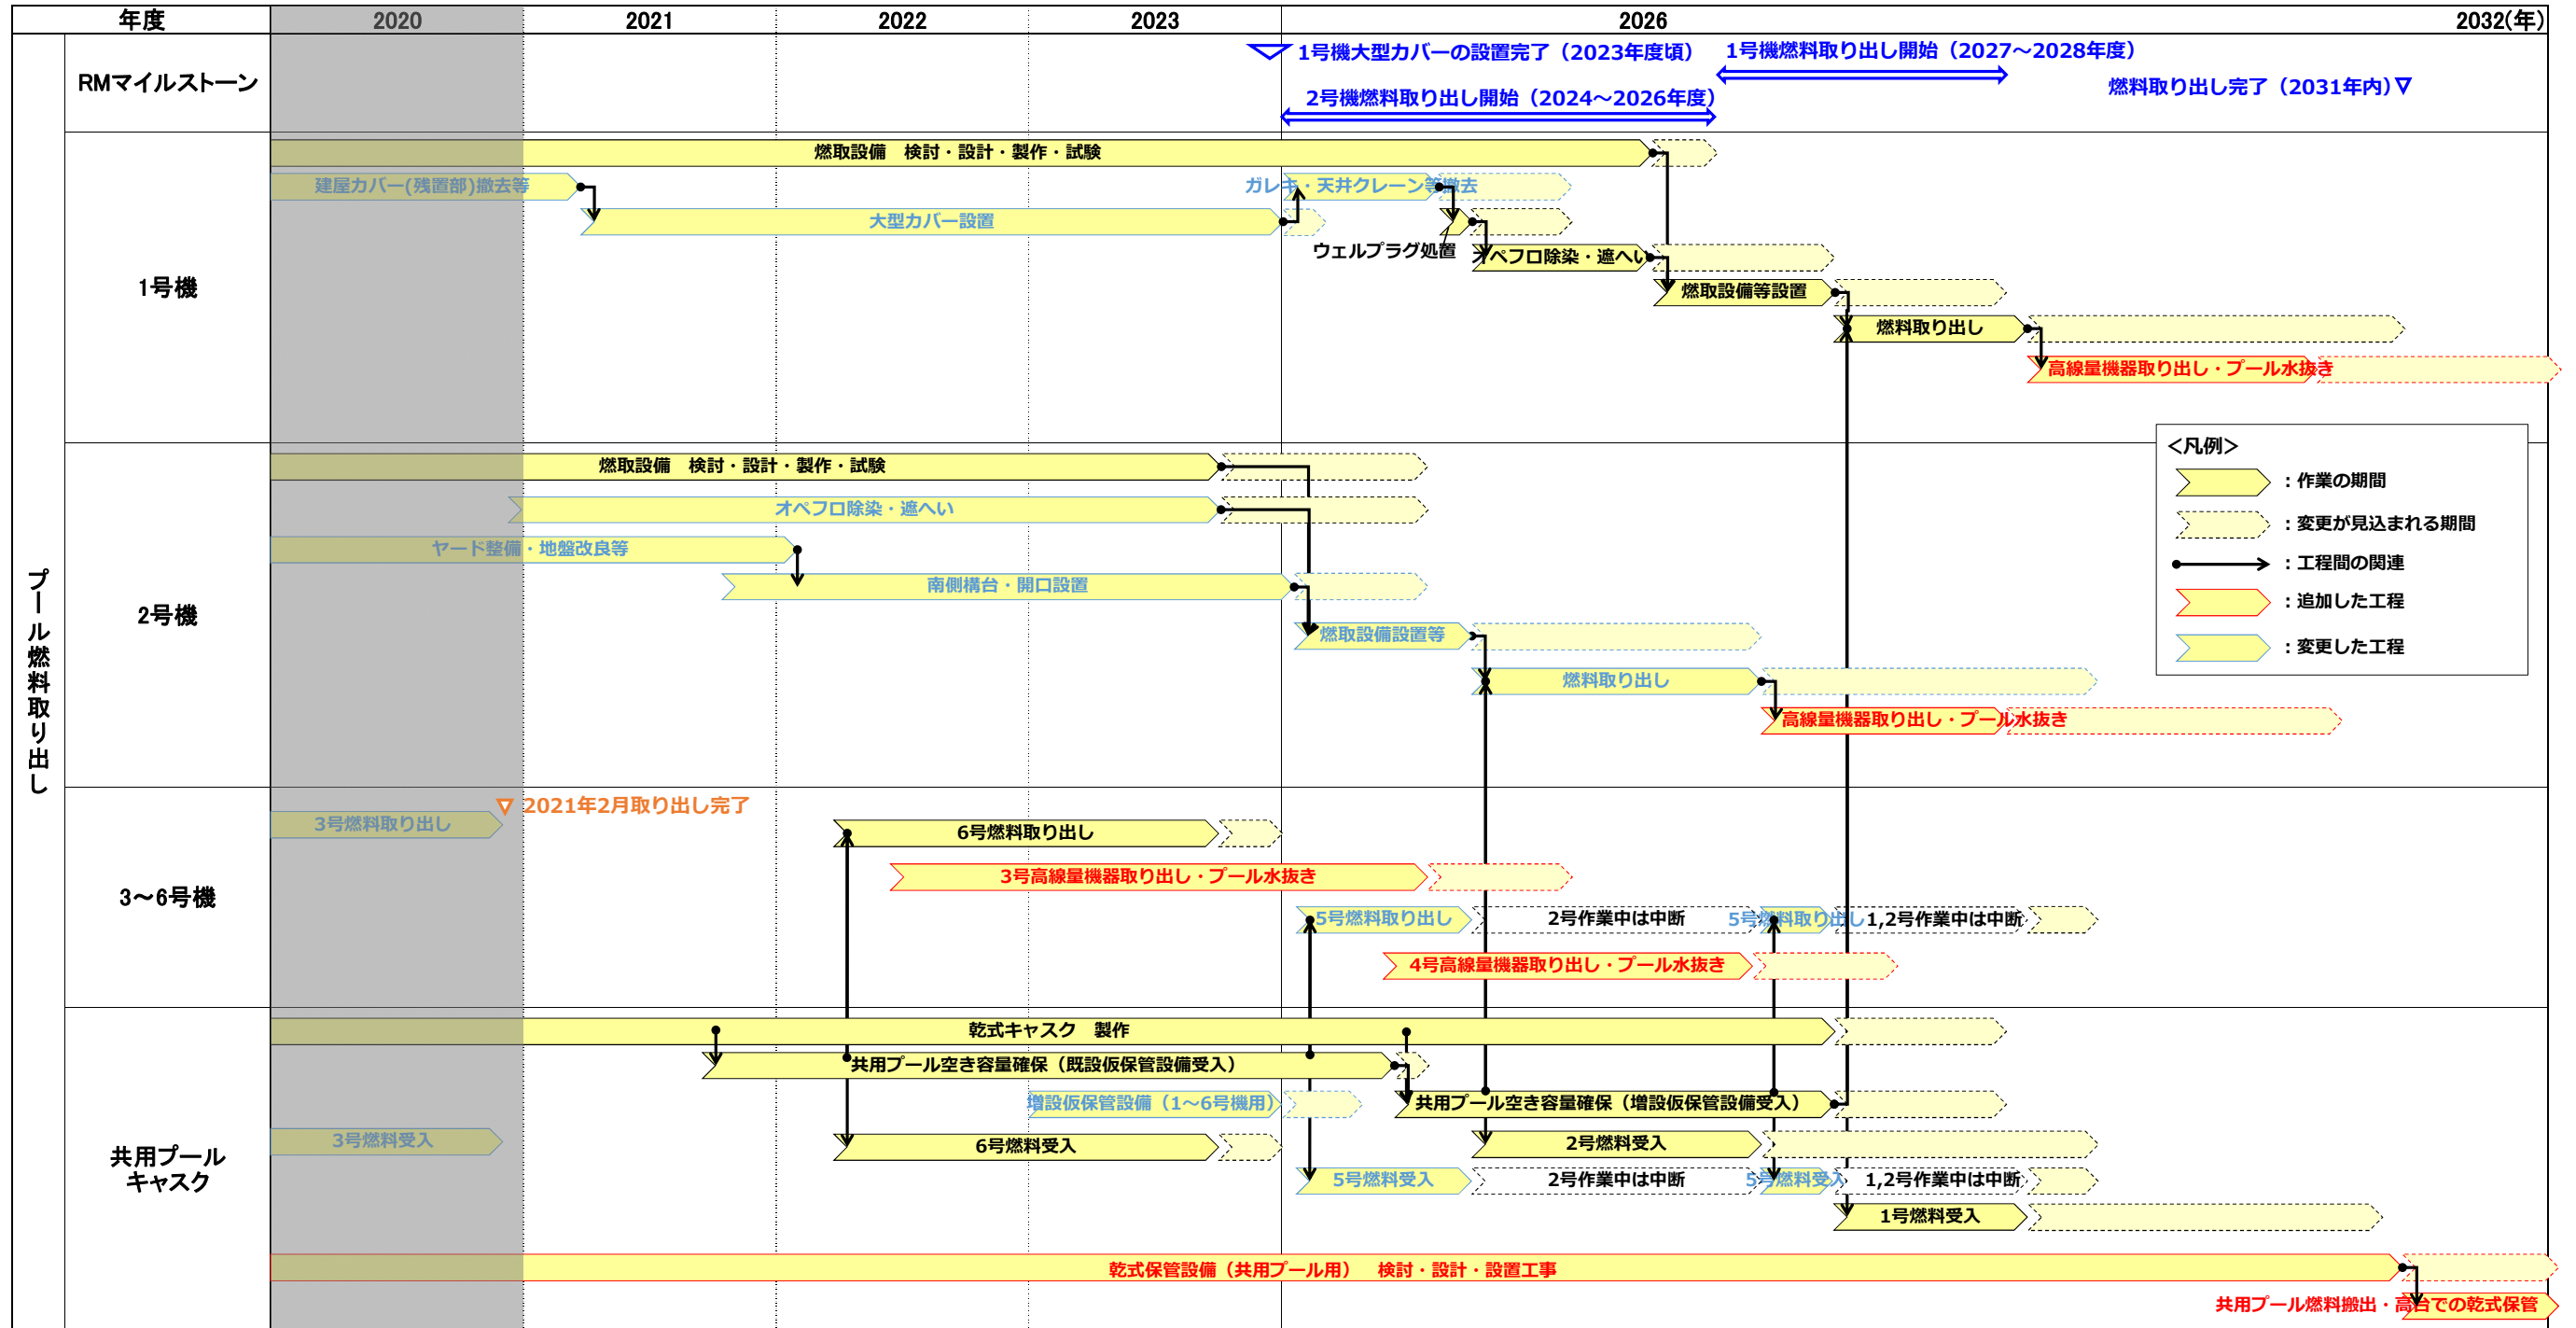 年度 2020 2021 2022 2023 2026 2032(年)
プール燃料取り出し
RMマイルストーン
1号機大型カバーの設置完了（2023年度頃）
1号機燃料取り出し開始（2027～2028年度）
燃料取り出し完了（2031年内）
2号機燃料取り出し開始（2024～2026年度）
1号機
燃取設備　検討・設計・製作・試験
建屋カバー(残置部)撤去等
ガレキ・天井クレーン等撤去
大型カバー設置
ウェルプラグ処置
オペフロ除染・遮へい
燃取設備等設置
燃料取り出し
高線量機器取り出し・プール水抜き
＜凡例＞
：作業の期間
：変更が見込まれる期間
：工程間の関連
：追加した工程
：変更した工程
2号機
燃取設備　検討・設計・製作・試験
オペフロ除染・遮へい
ヤード整備・地盤改良等
南側構台・開口設置
燃取設備設置等
燃料取り出し
高線量機器取り出し・プール水抜き
3～6号機
2021年2月取り出し完了
3号燃料取り出し
6号燃料取り出し
3号高線量機器取り出し・プール水抜き
5号燃料取り出し
2号作業中は中断
5号燃料取り出し
1,2号作業中は中断
4号高線量機器取り出し・プール水抜き
共用プール
キャスク
乾式キャスク　製作
共用プール空き容量確保（既設仮保管設備受入）
増設仮保管設備（1～6号機用）
共用プール空き容量確保（増設仮保管設備受入）
3号燃料受入
6号燃料受入
2号燃料受入
5号燃料受入
2号作業中は中断
5号燃料受入
1,2号作業中は中断
1号燃料受入
乾式保管設備（共用プール用）　検討・設計・設置工事
共用プール燃料搬出・高台での乾式保管